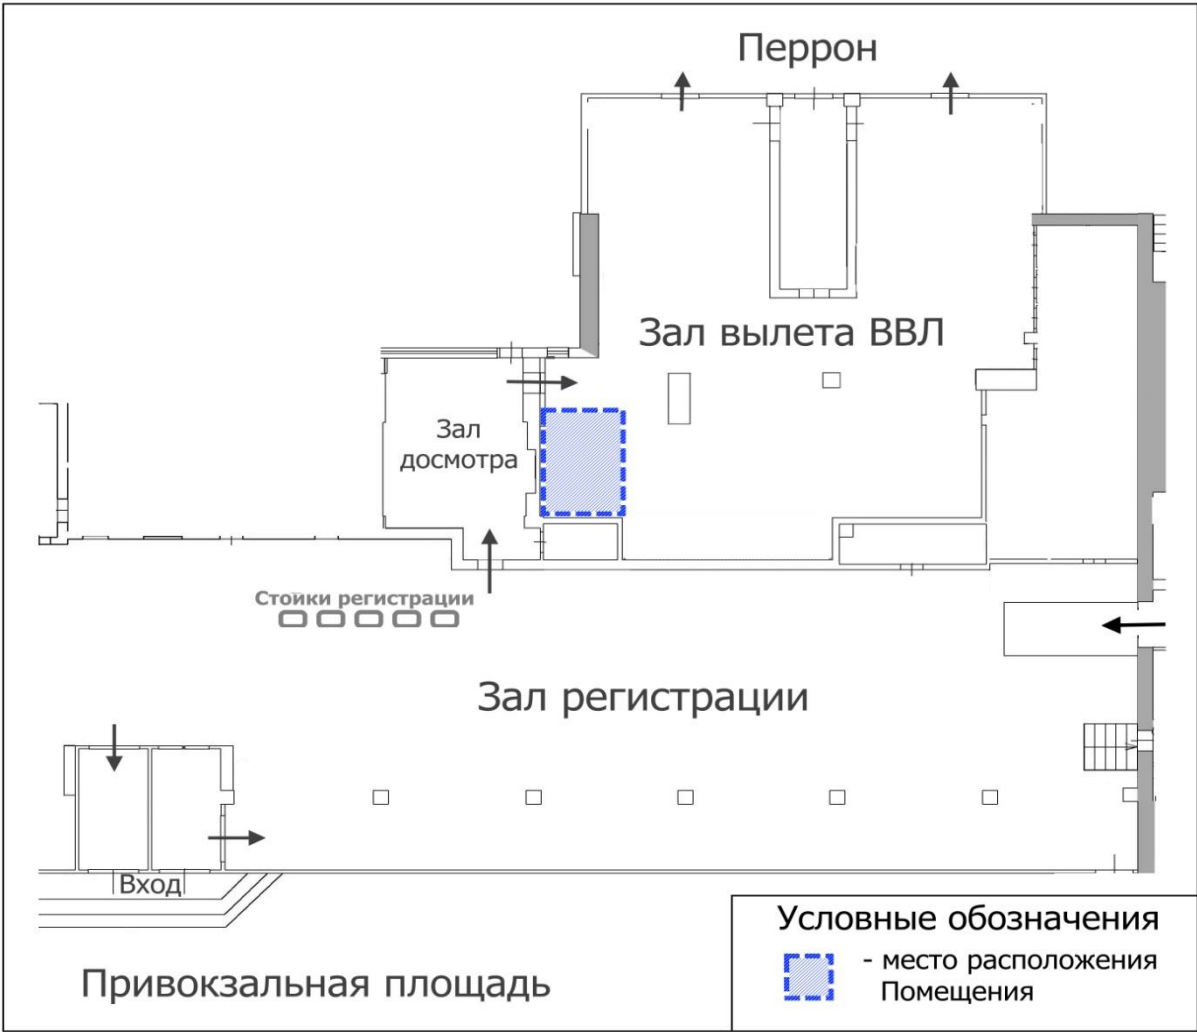 Перрон
Зал вылета ВВЛ
Зал
досмотра
Стойки регистрации
Зал регистрации
Вход
Привокзальная площадь
Условные обозначения
- место расположения
Помещения